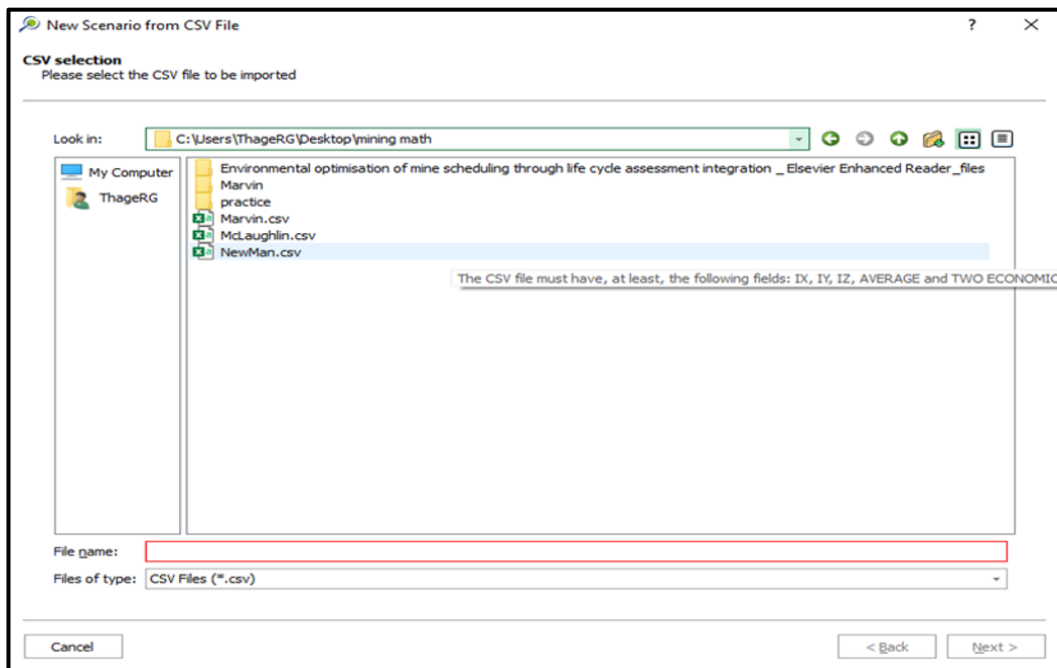 New Scenario from CSV File
?
CSV selection
Please select the CSV file to be imported
Look in:
C:\Users\ThageRG\Desktop\mining math
My Computer
ThageRG
Environmental optimisation of mine scheduling through life cycle assessment integration _ Elsevier Enhanced Reader_files
Marvin
practice
Marvin.csv
McLaughlin.csv
NewMan.csv
The CSV file must have, at least, the following fields: IX, IY, IZ, AVERAGE and TWO ECONOMIC
File name:
Files of type: CSV Files (*.csv)
Cancel
< Back
Next >